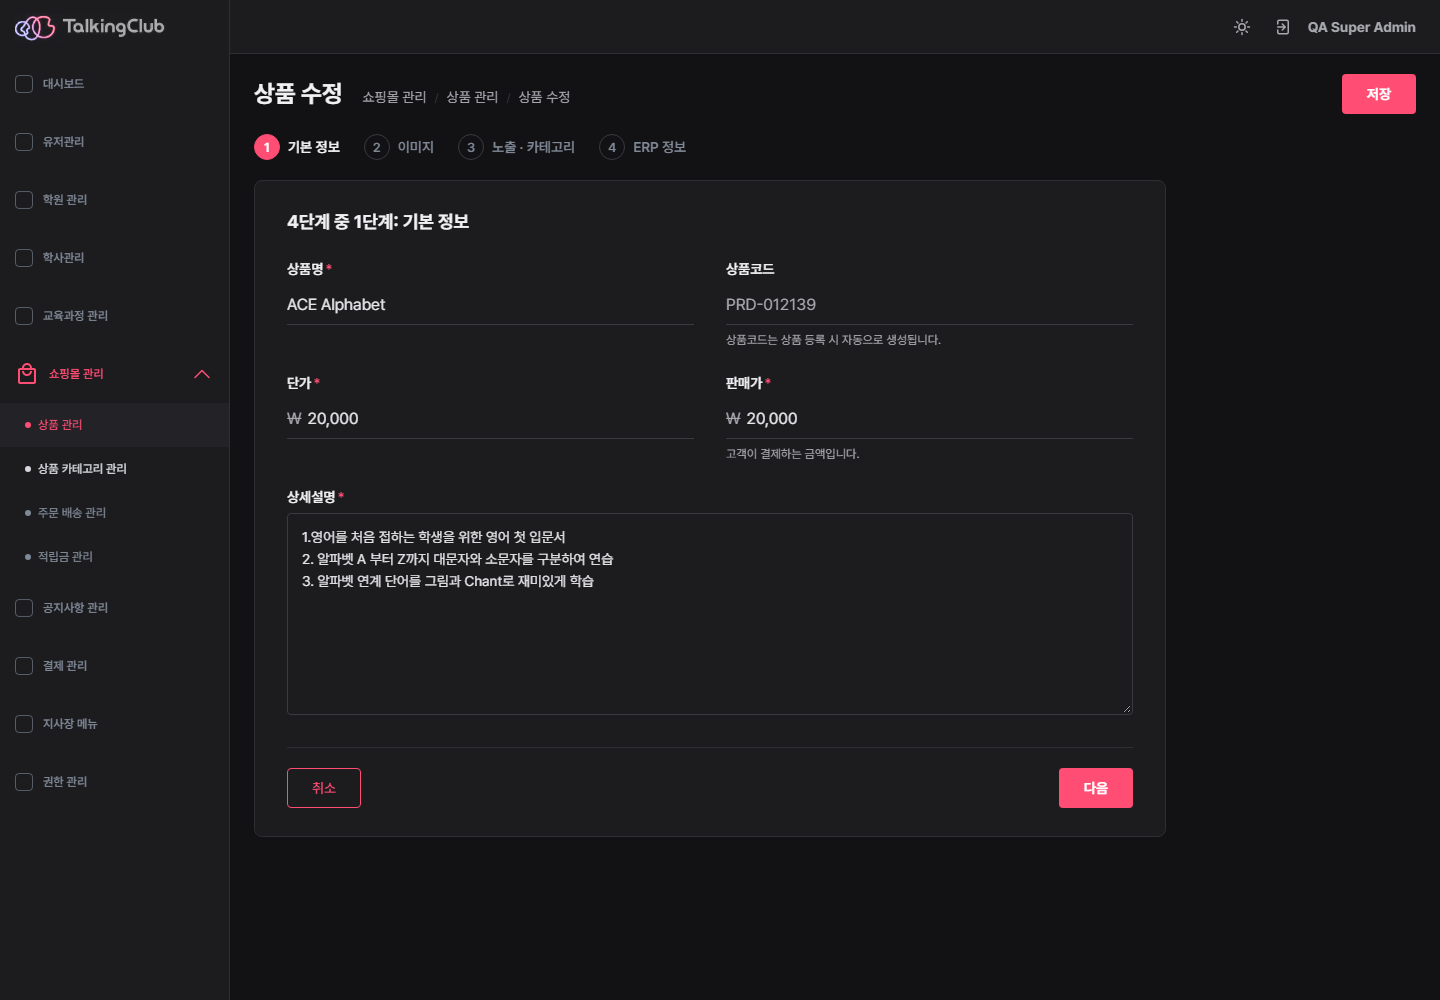 TalkingClub
QA Super Admin
대시보드
유저관리
학원 관리
학사관리
교육과정 관리
쇼핑몰 관리
상품 관리
상품 카테고리 관리
주문 배송 관리
적립금 관리
공지사항 관리
결제 관리
지사장 메뉴
권한 관리
상품 수정
쇼핑몰 관리 / 상품 관리 / 상품 수정
저장
1 기본 정보
2 이미지
3 노출 · 카테고리
4 ERP 정보
4단계 중 1단계: 기본 정보
상품명 *
ACE Alphabet
상품코드
PRD-012139
상품코드는 상품 등록 시 자동으로 생성됩니다.
단가 *
₩ 20,000
판매가 *
₩ 20,000
고객이 결제하는 금액입니다.
상세설명 *
1.영어를 처음 접하는 학생을 위한 영어 첫 입문서
2. 알파벳 A 부터 Z까지 대문자와 소문자를 구분하여 연습
3. 알파벳 연계 단어를 그림과 Chant로 재미있게 학습
취소
다음